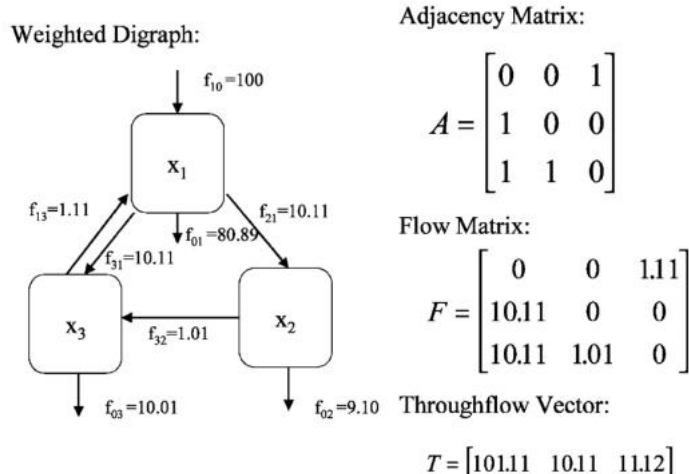 Weighted Digraph:
f₁₀=100
x₁
f₁₃=1.11
f₂₁=10.11
f₀₁=80.89
f₃₁=10.11
x₃
x₂
f₃₂=1.01
f₀₃=10.01
f₀₂=9.10
Adjacency Matrix:
A = [0 0 1
1 0 0
1 1 0]
Flow Matrix:
F = [0 0 1.11
10.11 0 0
10.11 1.01 0]
Throughflow Vector:
T = [101.11 10.11 11.12]